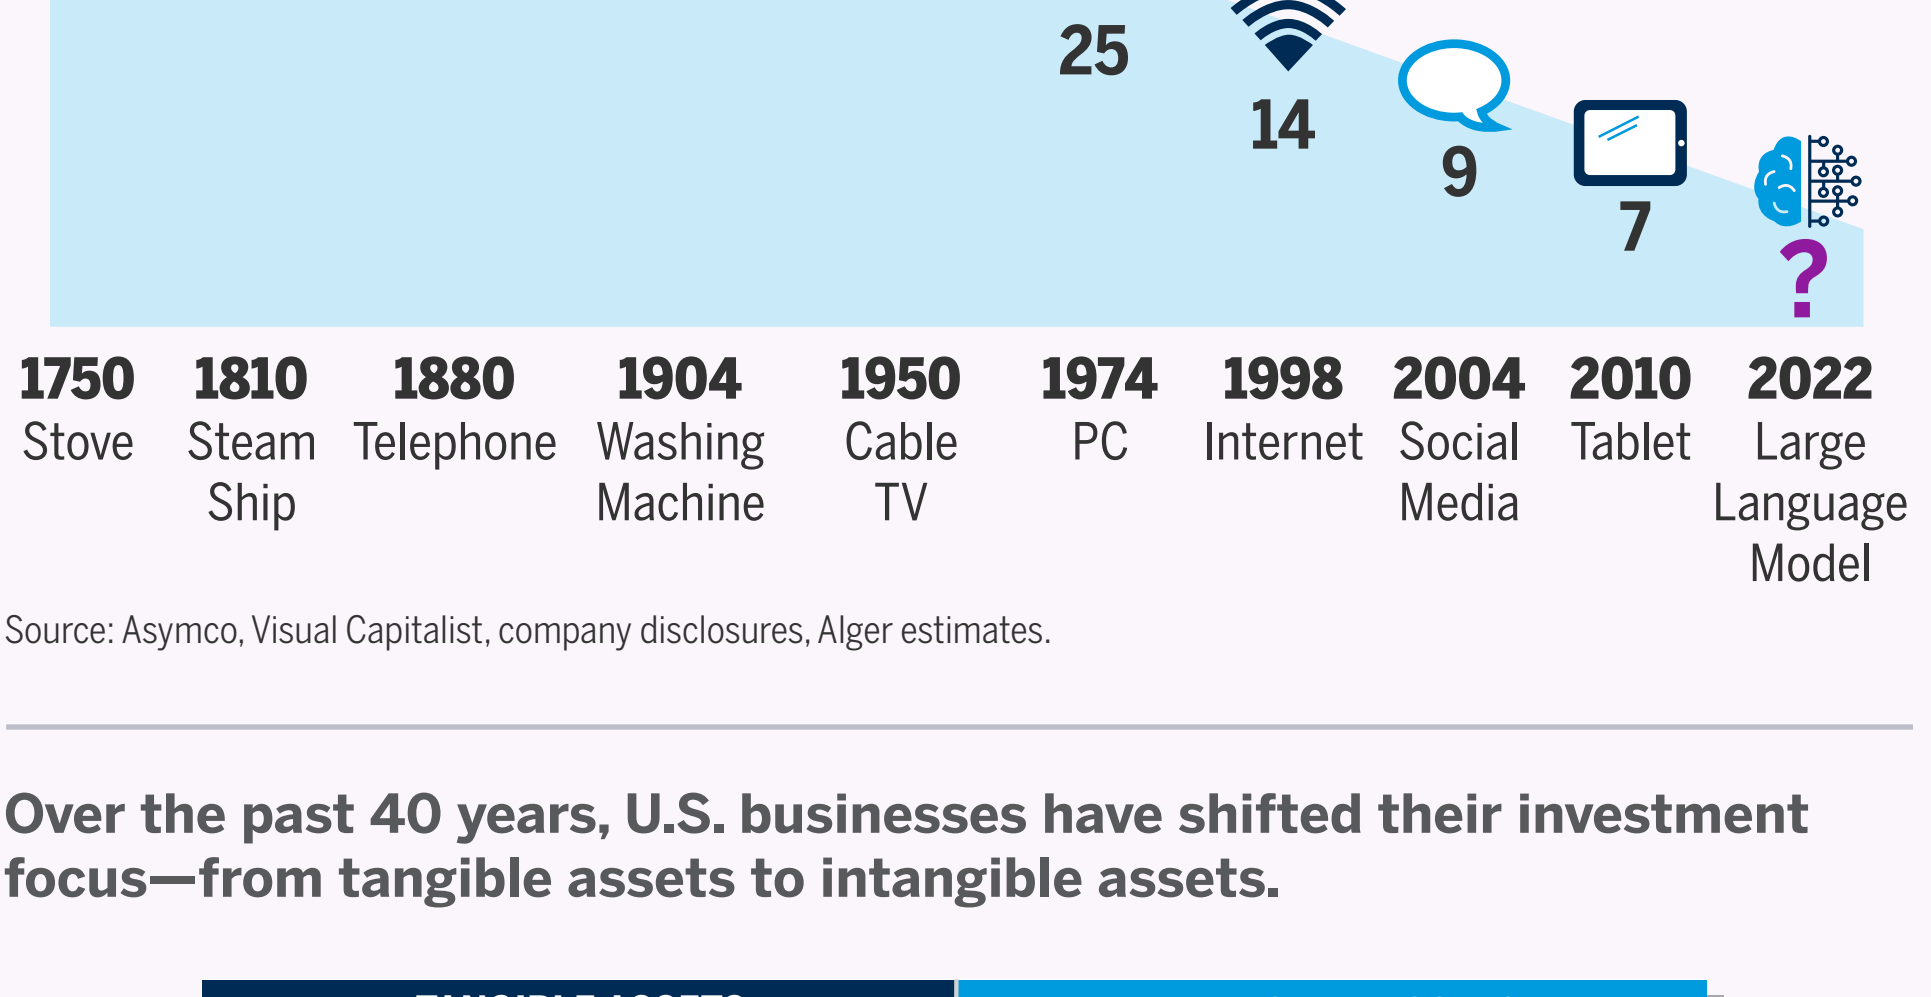 25
14
9
7
?
1750 1810 1880 1904 1950 1974 1998 2004 2010 2022
Stove Steam Telephone Washing Cable PC Internet Social Tablet Large
Ship Machine TV Media Language
Model
Source: Asymco, Visual Capitalist, company disclosures, Alger estimates.
Over the past 40 years, U.S. businesses have shifted their investment
focus—from tangible assets to intangible assets.
TANGIBLE ASSETS